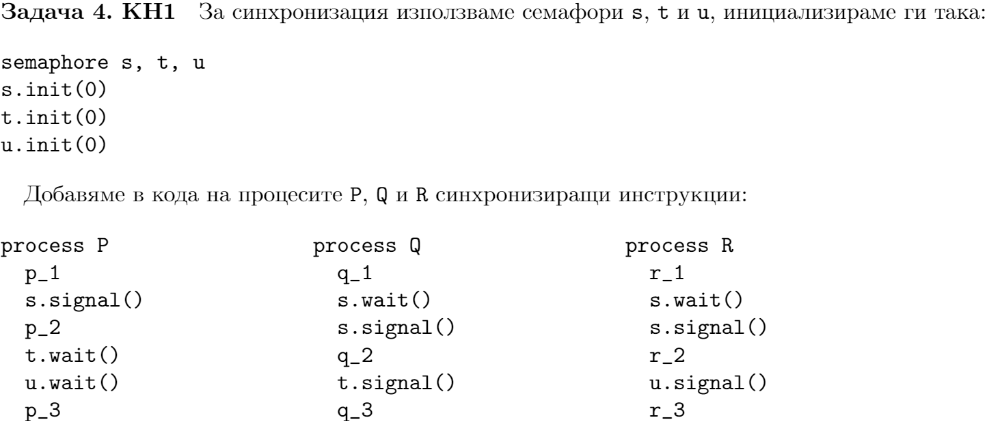 Задача 4. КН1 За синхронизация използваме семафори s, t и u, инициализираме ги така:
semaphore s, t, u
s.init(0)
t.init(0)
u.init(0)
Добавяме в кода на процесите P, Q и R синхронизиращи инструкции:
process P process Q process R
p_1 q_1 r_1
s.signal() s.wait() s.wait()
p_2 s.signal() s.signal()
t.wait() q_2 r_2
u.wait() t.signal() u.signal()
p_3 q_3 r_3